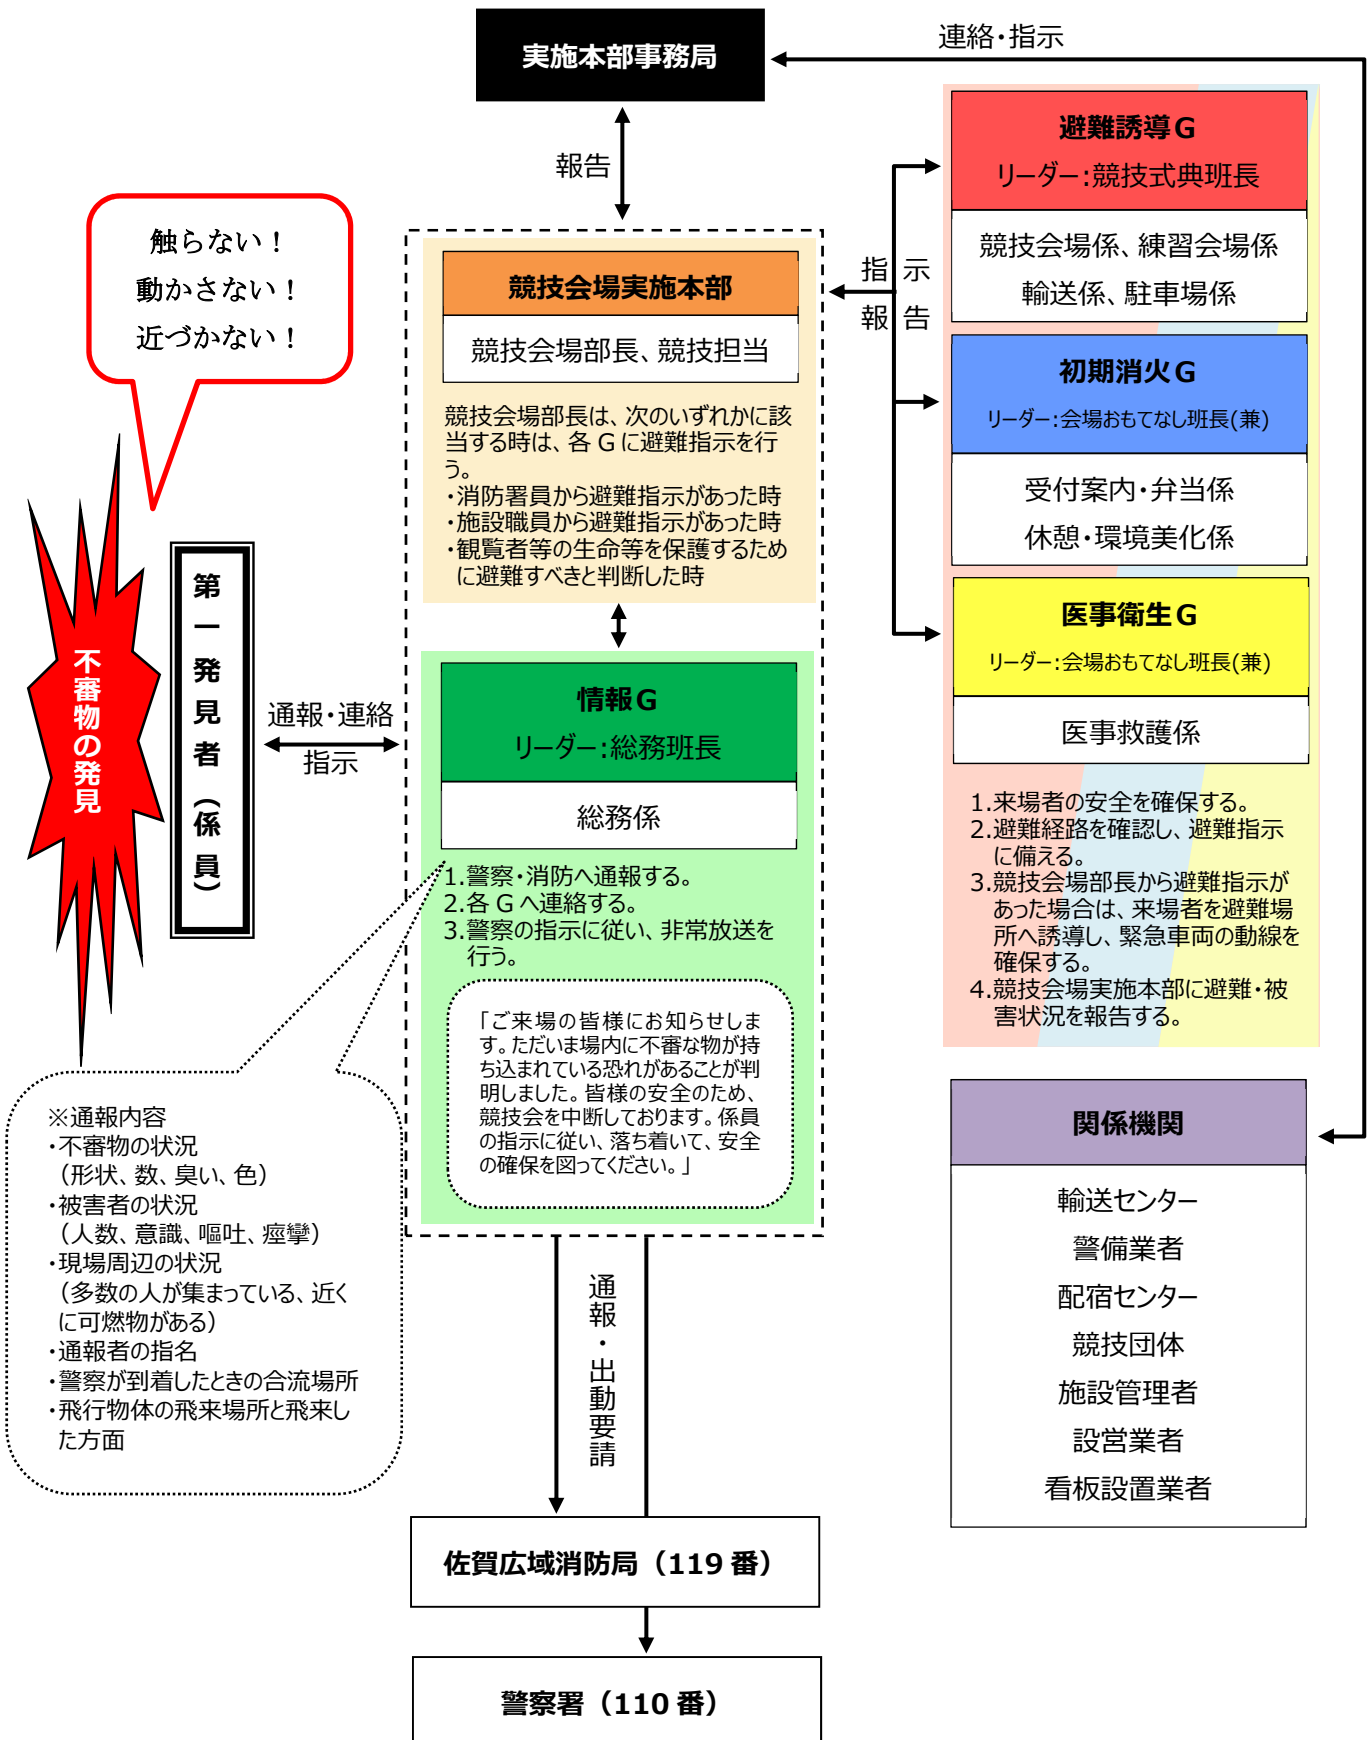 実施本部事務局
連絡・指示
報告
触らない！
動かさない！
近づかない！
不審物の発見
第一発見者（係員）
通報・連絡
指示
競技会場実施本部
競技会場部長、競技担当
競技会場部長は、次のいずれかに該
当する時は、各 G に避難指示を行
う。
・消防署員から避難指示があった時
・施設職員から避難指示があった時
・観覧者等の生命等を保護するため
に避難すべきと判断した時
情報G
リーダー：総務班長
総務係
1.警察・消防へ通報する。
2.各 G へ連絡する。
3.警察の指示に従い、非常放送を
行う。
「ご来場の皆様にお知らせしま
す。ただいま場内に不審な物が持
ち込まれている恐れがあることが判
明しました。皆様の安全のため、
競技会を中断しております。係員
の指示に従い、落ち着いて、安全
の確保を図ってください。」
指 示
報 告
避難誘導G
リーダー：競技式典班長
競技会場係、練習会場係
輸送係、駐車場係
初期消火G
リーダー：会場おもてなし班長(兼)
受付案内・弁当係
休憩・環境美化係
医事衛生G
リーダー：会場おもてなし班長(兼)
医事救護係
1.来場者の安全を確保する。
2.避難経路を確認し、避難指示
に備える。
3.競技会場部長から避難指示が
あった場合は、来場者を避難場
所へ誘導し、緊急車両の動線を
確保する。
4.競技会場実施本部に避難・被
害状況を報告する。
関係機関
輸送センター
警備業者
配宿センター
競技団体
施設管理者
設営業者
看板設置業者
※通報内容
・不審物の状況
（形状、数、臭い、色）
・被害者の状況
（人数、意識、嘔吐、痙攣）
・現場周辺の状況
（多数の人が集まっている、近く
に可燃物がある）
・通報者の指名
・警察が到着したときの合流場所
・飛行物体の飛来場所と飛来し
た方面
通報・出動要請
佐賀広域消防局（119 番）
警察署（110 番）